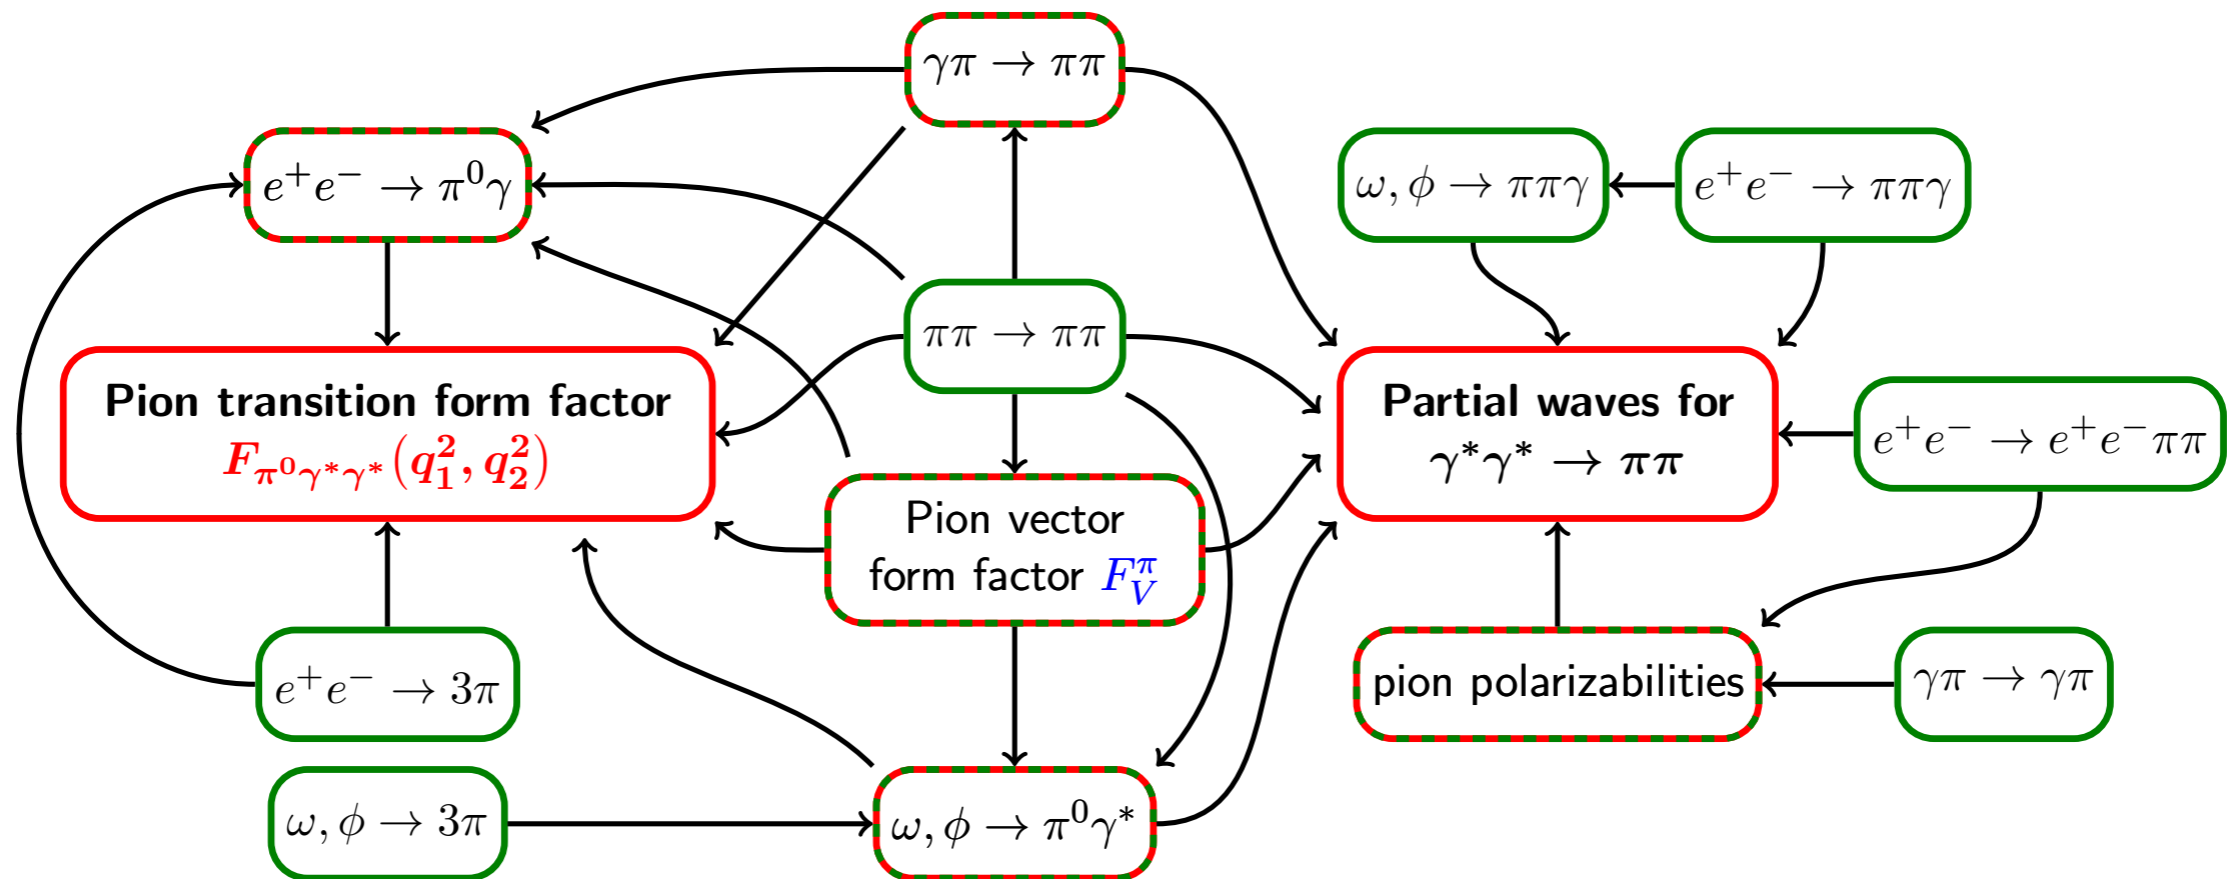 γπ → ππ
e⁺e⁻ → π⁰γ
ω, ϕ → ππγ
e⁺e⁻ → ππγ
ππ → ππ
Pion transition form factor
F_{π⁰γ*γ*}(q₁², q₂²)
Partial waves for
γ*γ* → ππ
e⁺e⁻ → e⁺e⁻ππ
Pion vector
form factor F_V^π
e⁺e⁻ → 3π
pion polarizabilities
γπ → γπ
ω, ϕ → 3π
ω, ϕ → π⁰γ*